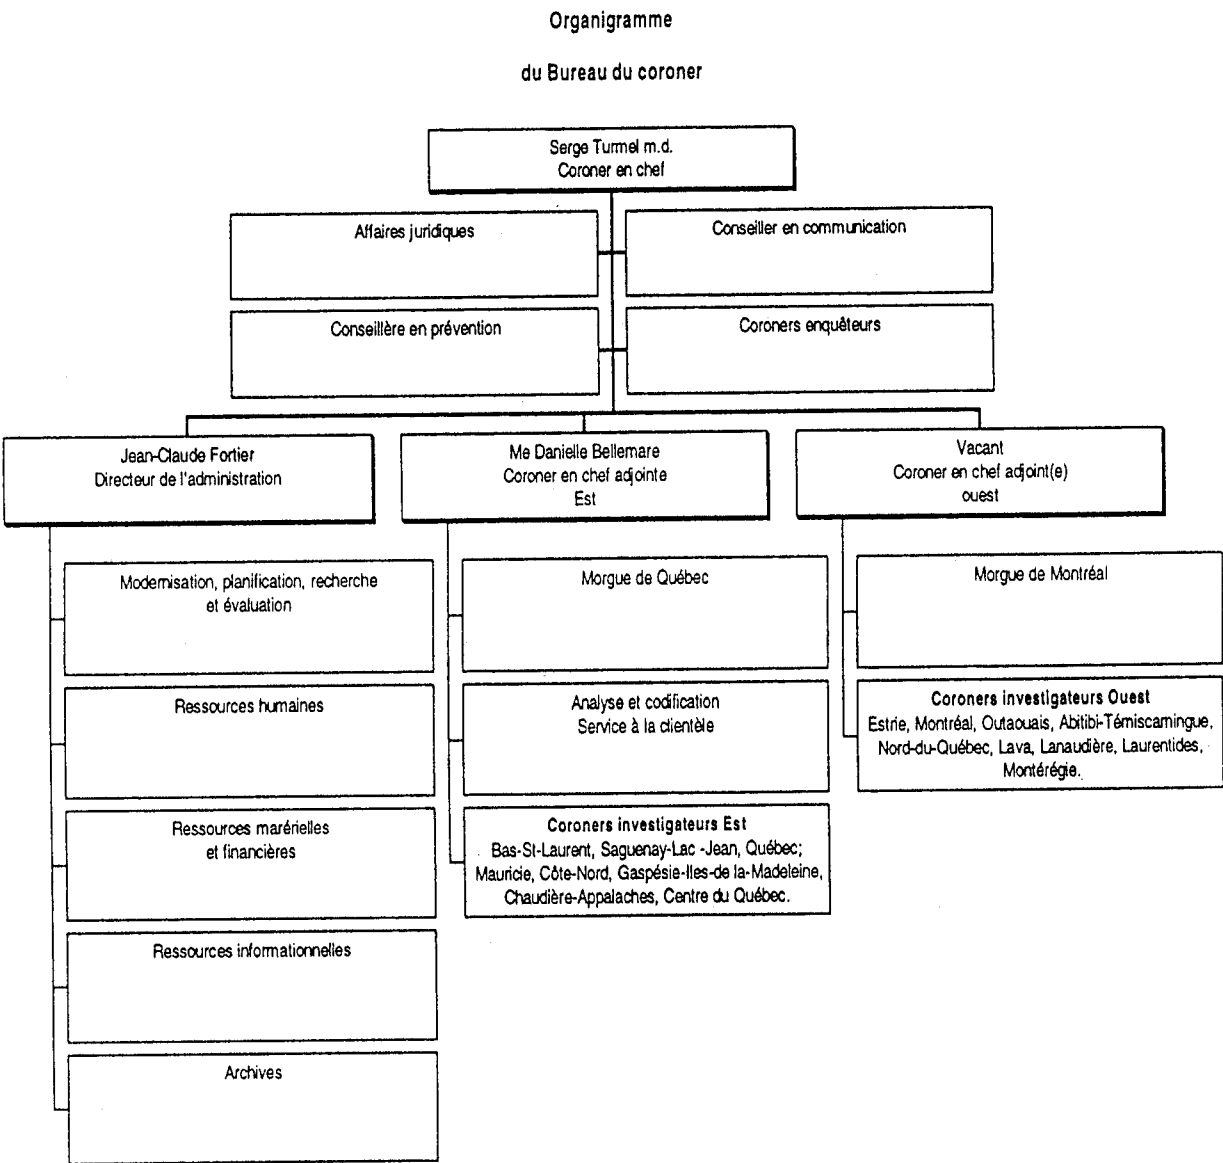 Organigramme
du Bureau du coroner
Serge Turmel m.d.
Coroner en chef
Affaires juridiques
Conseiller en communication
Conseillère en prévention
Coroners enquêteurs
Jean-Claude Fortier
Directeur de l'administration
Me Danielle Bellemare
Coroner en chef adjointe
Est
Vacant
Coroner en chef adjoint(e)
ouest
Modernisation, planification, recherche
et évaluation
Ressources humaines
Ressources marérielles
et financières
Ressources informationnelles
Archives
Morgue de Québec
Analyse et codification
Service à la clientèle
Coroners investigateurs Est
Bas-St-Laurent, Saguenay-Lac -Jean, Québec;
Mauricie, Côte-Nord, Gaspésie-Iles-de la-Madeleine,
Chaudière-Appalaches, Centre du Québec.
Morgue de Montréal
Coroners investigateurs Ouest
Estrie, Montréal, Outaouais, Abitibi-Témiscamingue,
Nord-du-Québec, Lava, Lanaudière, Laurentides,
Montérégie.